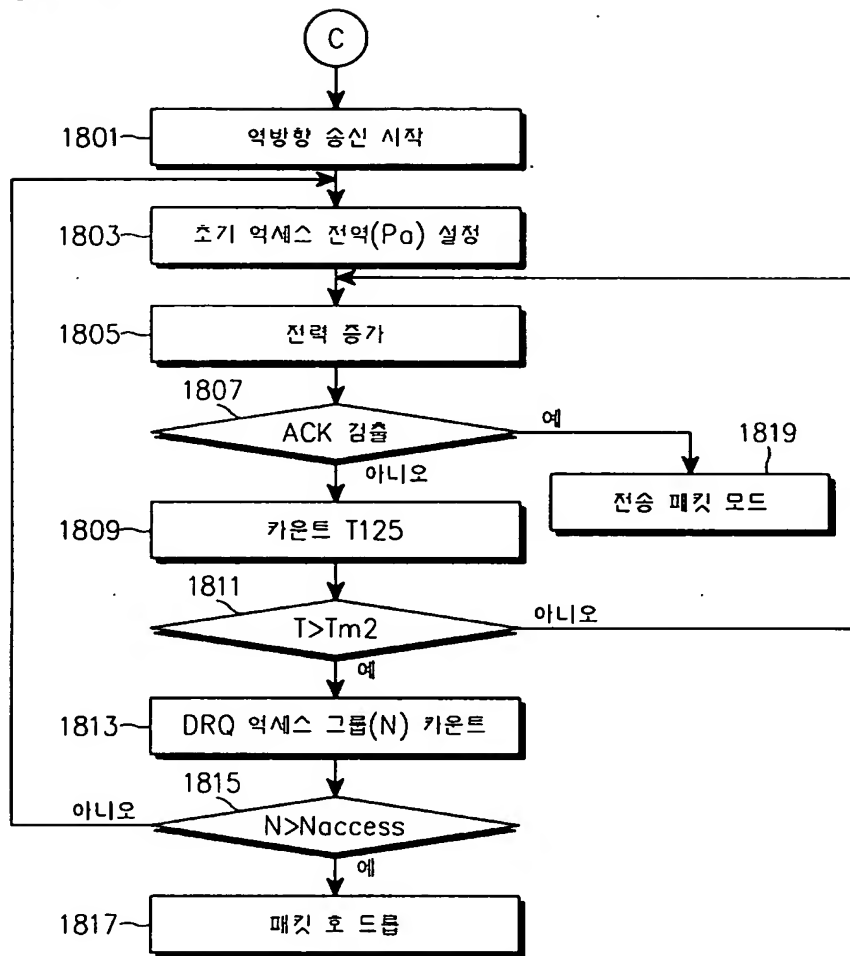 C
1801
역방향 송신 시작
1803
초기 억세스 전역(Pa) 설정
1805
전력 증가
1807
ACK 검출
예
아니오
1819
전송 패킷 모드
1809
카운트 T125
1811
T>Tm2
아니오
예
1813
DRQ 억세스 그룹(N) 카운트
1815
아니오
N>Naccess
에
1817
패킷 호 드롭